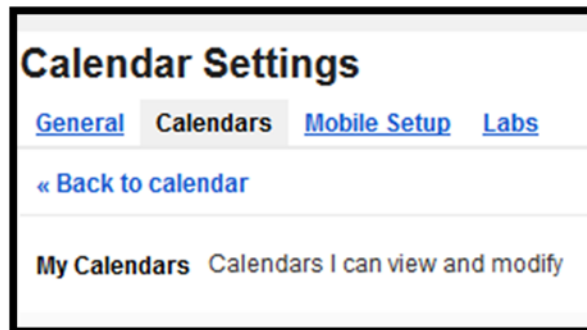 Calendar Settings
General Calendars Mobile Setup Labs
« Back to calendar
My Calendars Calendars I can view and modify